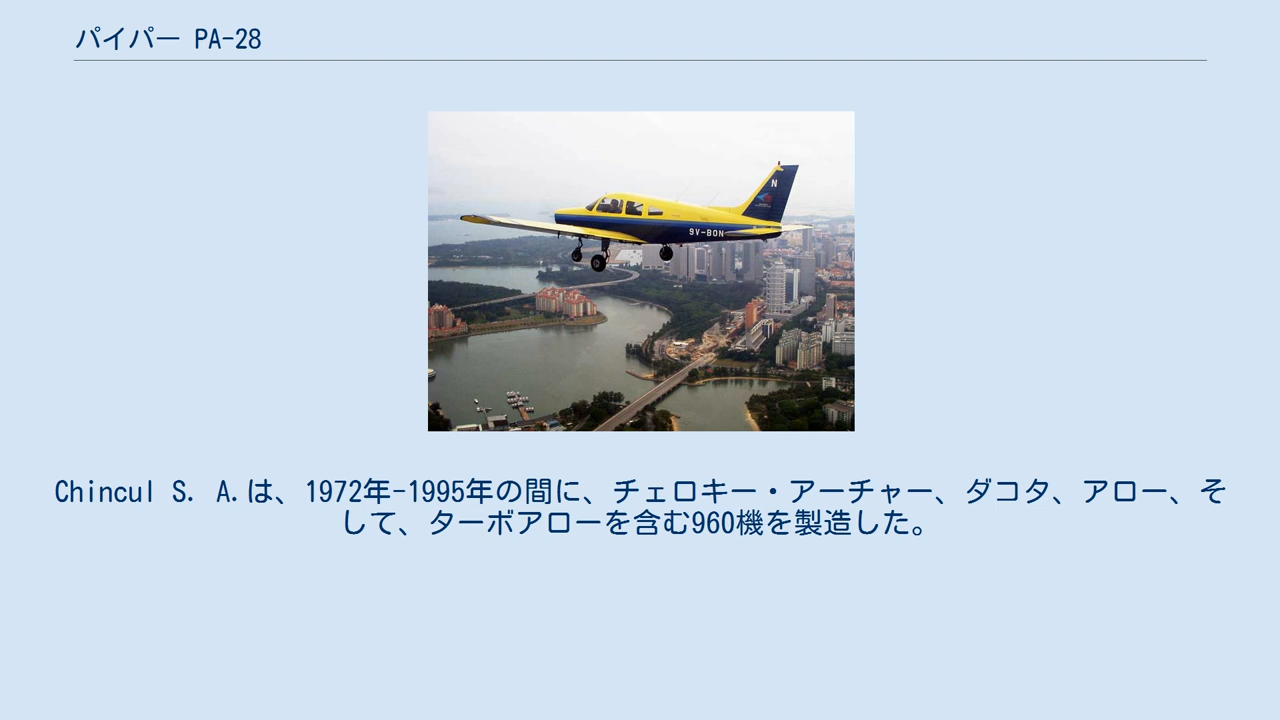 パイパー PA-28
N
9V-BON
Chincul S. A.は、1972年-1995年の間に、チェロキー・アーチャー、ダコタ、アロー、そ
して、ターボアローを含む960機を製造した。